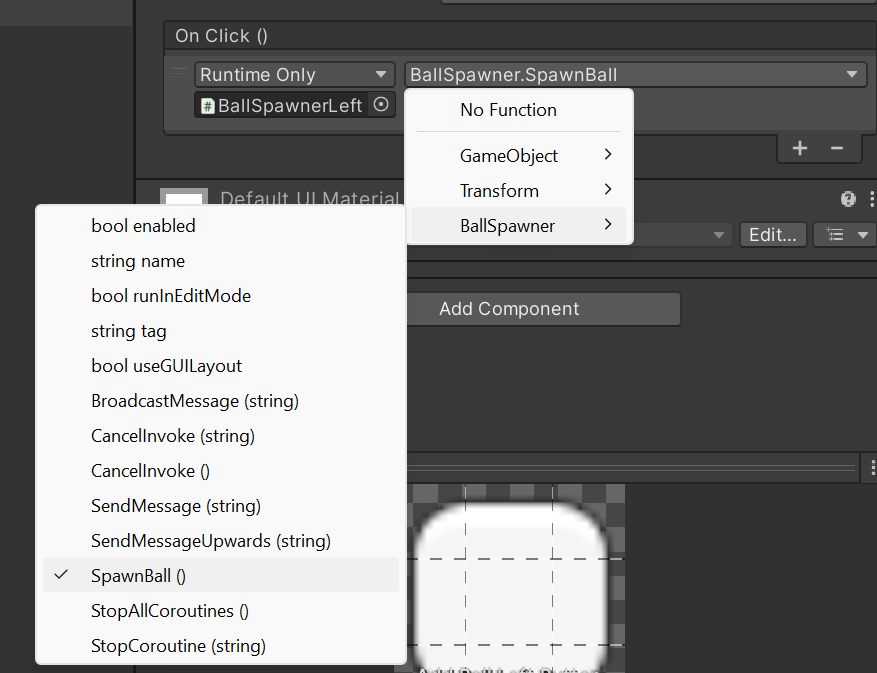 On Click ()
Runtime Only
BallSpawner.SpawnBall
BallSpawnerLeft
No Function
GameObject
Transform
BallSpawner
Default UI Material
Edit...
bool enabled
string name
bool runInEditMode
string tag
bool useGUILayout
BroadcastMessage (string)
CancelInvoke (string)
CancelInvoke ()
SendMessage (string)
SendMessageUpwards (string)
SpawnBall ()
StopAllCoroutines ()
StopCoroutine (string)
Add Component